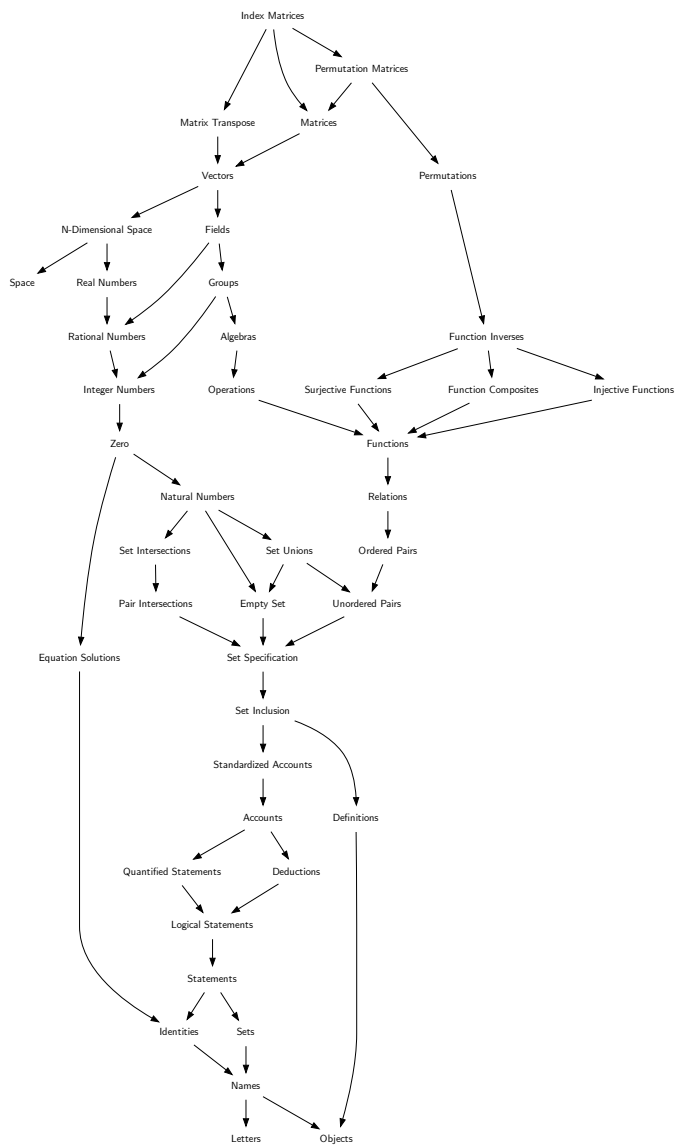 Index Matrices
Permutation Matrices
Matrix Transpose
Matrices
Vectors
Permutations
N-Dimensional Space
Fields
Space
Real Numbers
Groups
Rational Numbers
Algebras
Function Inverses
Integer Numbers
Operations
Surjective Functions
Function Composites
Injective Functions
Zero
Functions
Natural Numbers
Relations
Set Intersections
Set Unions
Ordered Pairs
Pair Intersections
Empty Set
Unordered Pairs
Equation Solutions
Set Specification
Set Inclusion
Standardized Accounts
Accounts
Definitions
Quantified Statements
Deductions
Logical Statements
Statements
Identities
Sets
Names
Letters
Objects